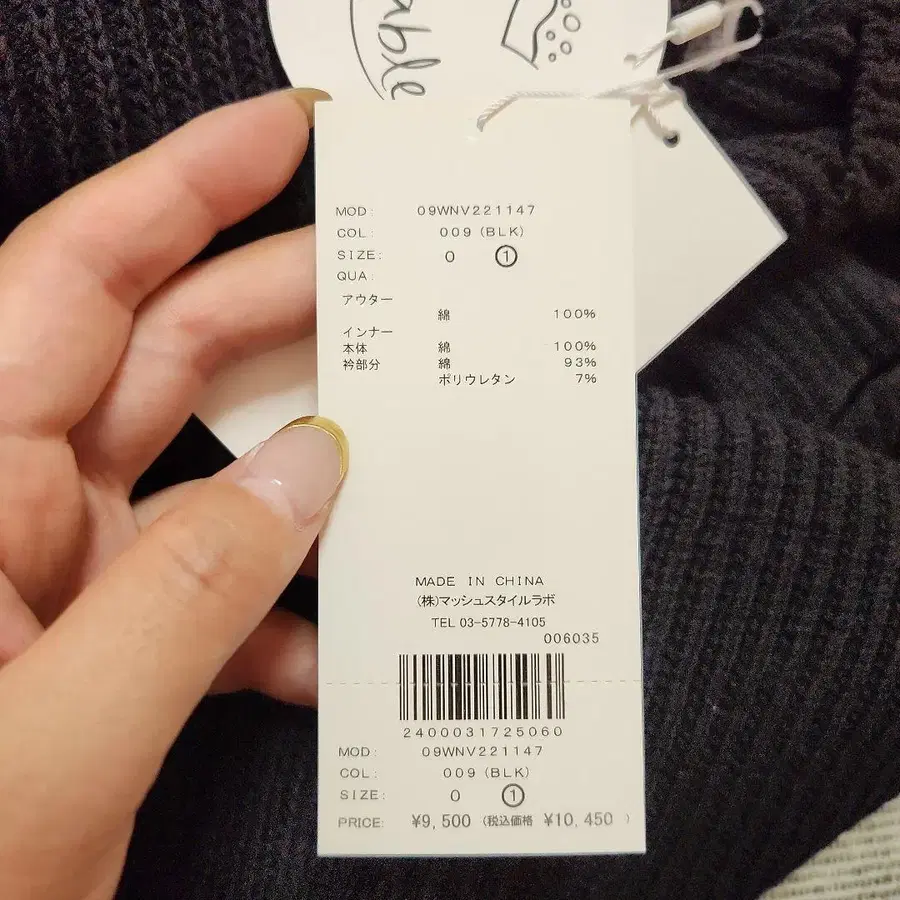 able
MOD: 09WNV221147
COL: 009 (BLK)
SIZE: 0 ①
QUA:
アウター
綿 100%
インナー
本体 綿 100%
衿部分 綿 93%
ポリウレタン 7%
MADE IN CHINA
(株)マッシュスタイルラボ
TEL 03-5778-4105
006035
2400031725060
MOD: 09WNV221147
COL: 009 (BLK)
SIZE: 0 ①
PRICE: ¥9,500 (税込価格 ¥10,450 )